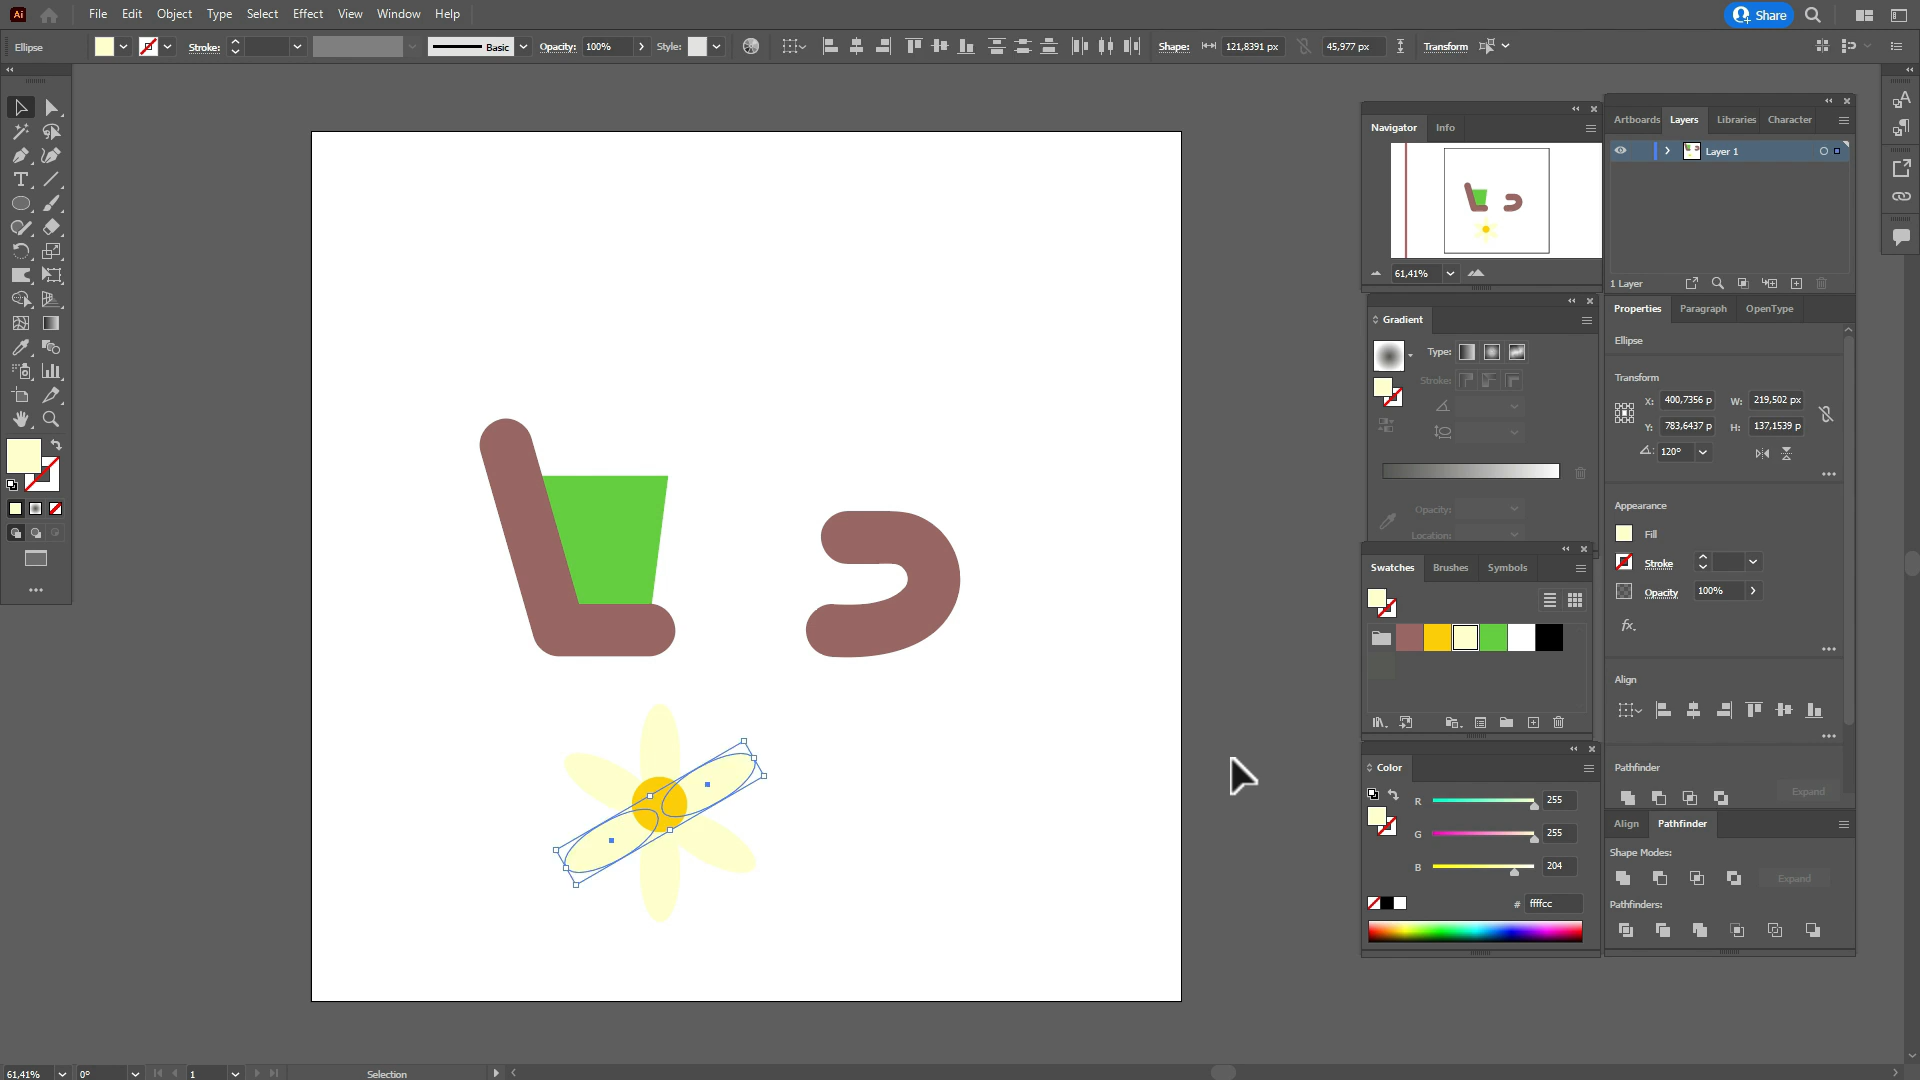 Ai File Edit Object Type Select Effect View Window Help Share
Ellipse Stroke: Basic Opacity: 100% Style: Shape: 121,8391 px 45,977 px Transform
Navigator Info
61,41%
Artboards Layers Libraries Character
Layer 1
1 Layer
Gradient
Type:
Stroke:
Opacity:
Location:
Properties Paragraph OpenType
Ellipse
Transform
X: 400,7356 p W: 219,502 px
Y: 783,6437 p H: 137,1539 p
120°
Appearance
Fill
Stroke
Opacity 100%
fx.
Align
Pathfinder
Expand
Swatches Brushes Symbols
Color
R 255
G 255
B 204
# ffffcc
Align Pathfinder
Shape Modes:
Expand
Pathfinders:
61,41% 0° 1 Selection